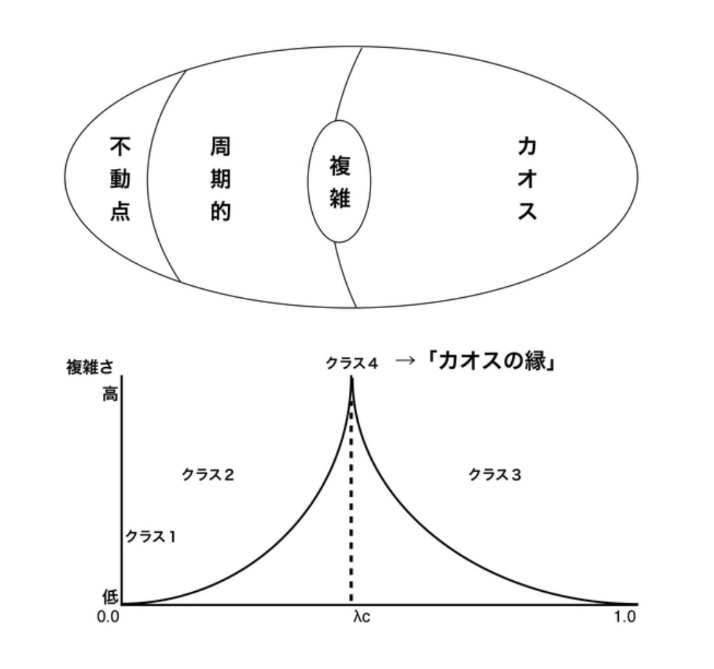 不動点
周期的
複雑
カオス
複雑さ
高
クラス4 → 「カオスの縁」
クラス2
クラス3
クラス1
低
0.0
λc
1.0